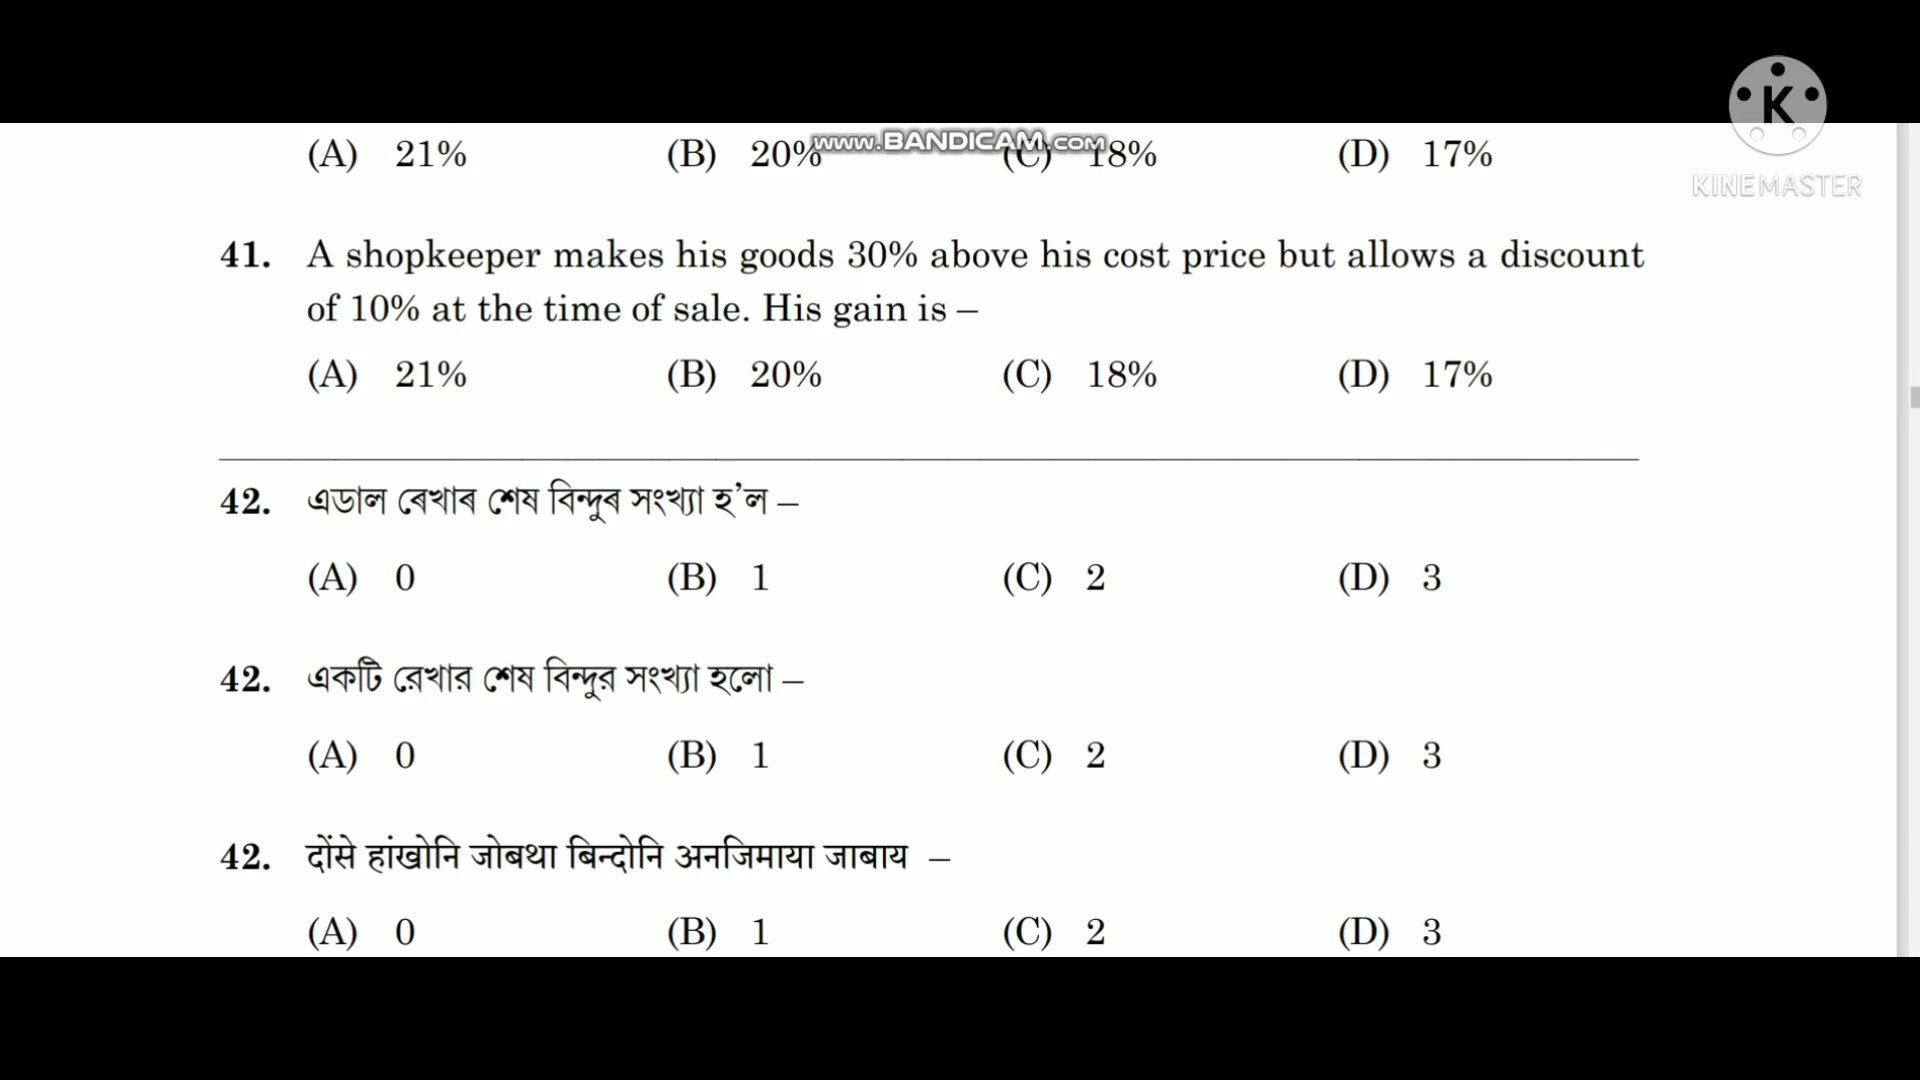 K
KINEMASTER
www.BANDICAM.com
(A) 21% (B) 20% (C) 18% (D) 17%
41. A shopkeeper makes his goods 30% above his cost price but allows a discount
of 10% at the time of sale. His gain is –
(A) 21% (B) 20% (C) 18% (D) 17%
42. এডাল ৰেখাৰ শেষ বিন্দুৰ সংখ্যা হ’ল –
(A) 0 (B) 1 (C) 2 (D) 3
42. একটি রেখার শেষ বিন্দুর সংখ্যা হলো –
(A) 0 (B) 1 (C) 2 (D) 3
42. दोंसे हांखोनि जोबथा बिन्दोनि अनजिमाया जाबाय –
(A) 0 (B) 1 (C) 2 (D) 3